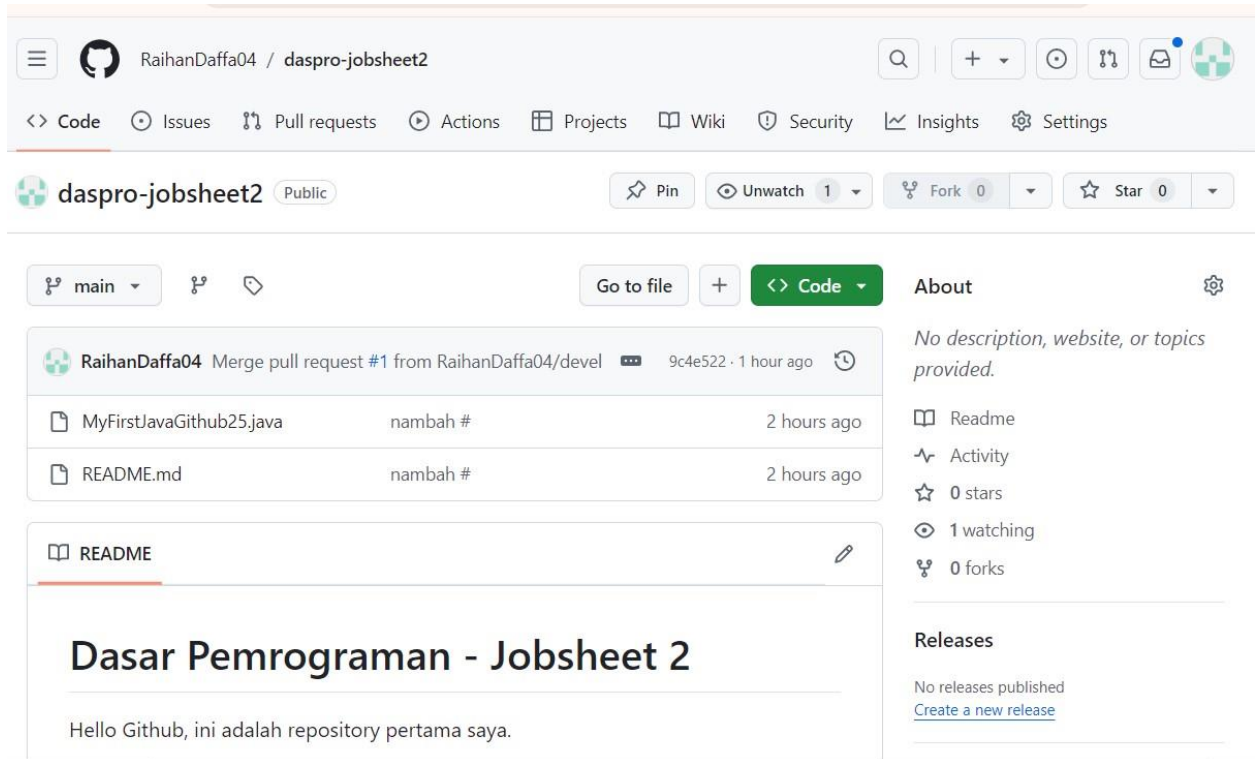 RaihanDaffa04 / daspro-jobsheet2
Code Issues Pull requests Actions Projects Wiki Security Insights Settings
daspro-jobsheet2 Public Pin Unwatch 1 Fork 0 Star 0
main Go to file Code
RaihanDaffa04 Merge pull request #1 from RaihanDaffa04/devel 9c4e522 · 1 hour ago
MyFirstJavaGithub25.java nambah # 2 hours ago
README.md nambah # 2 hours ago
README
Dasar Pemrograman - Jobsheet 2
Hello Github, ini adalah repository pertama saya.
About
No description, website, or topics
provided.
Readme
Activity
0 stars
1 watching
0 forks
Releases
No releases published
Create a new release